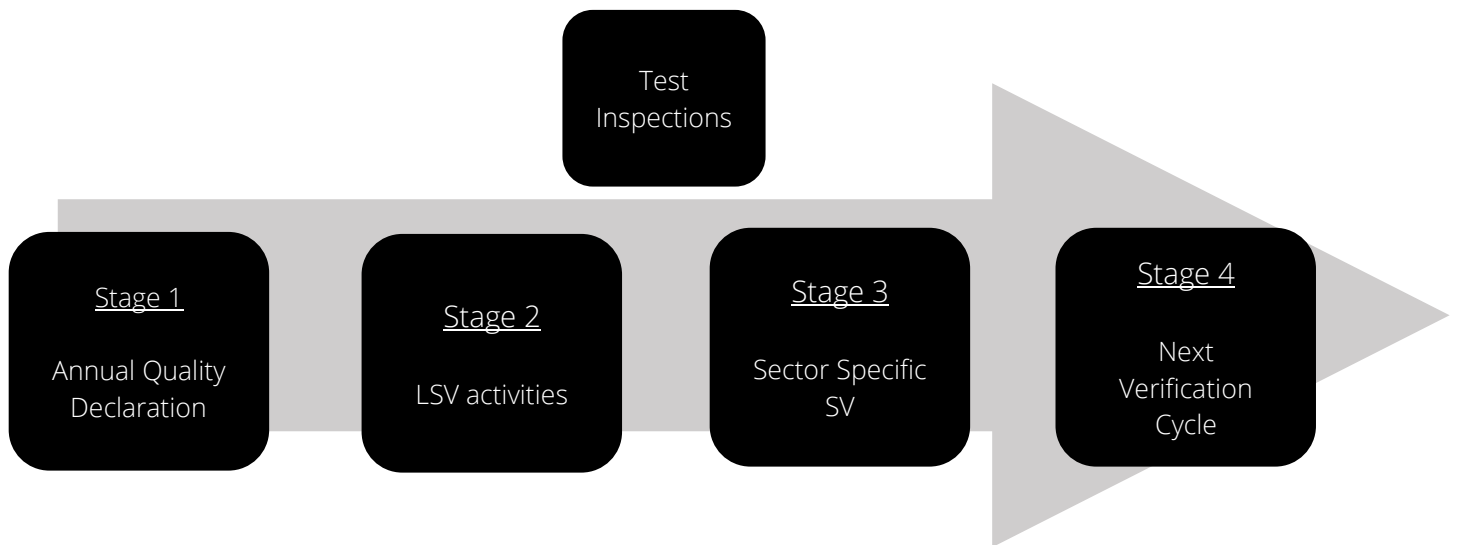 Test
Inspections
Stage 1
Annual Quality
Declaration
Stage 2
LSV activities
Stage 3
Sector Specific
SV
Stage 4
Next
Verification
Cycle